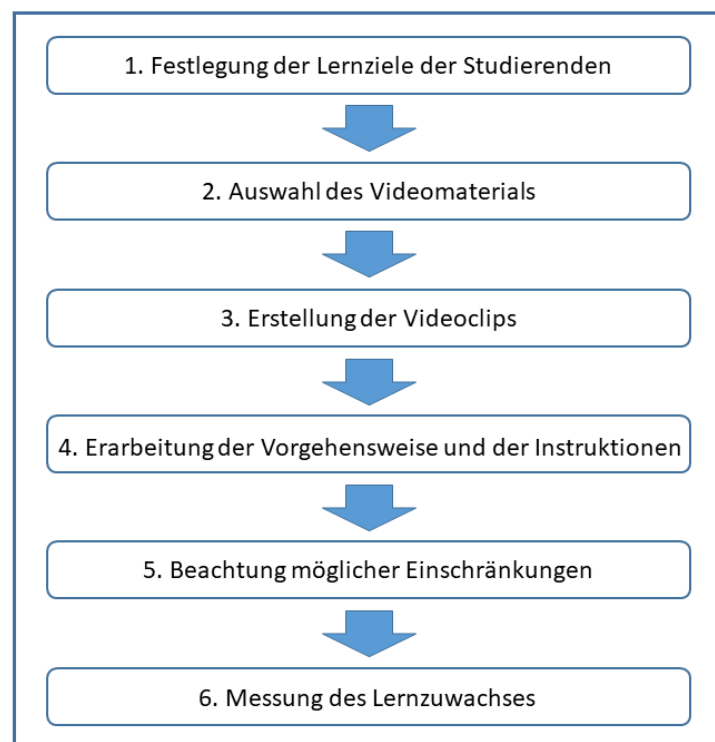 1. Festlegung der Lernziele der Studierenden
2. Auswahl des Videomaterials
3. Erstellung der Videoclips
4. Erarbeitung der Vorgehensweise und der Instruktionen
5. Beachtung möglicher Einschränkungen
6. Messung des Lernzuwachses